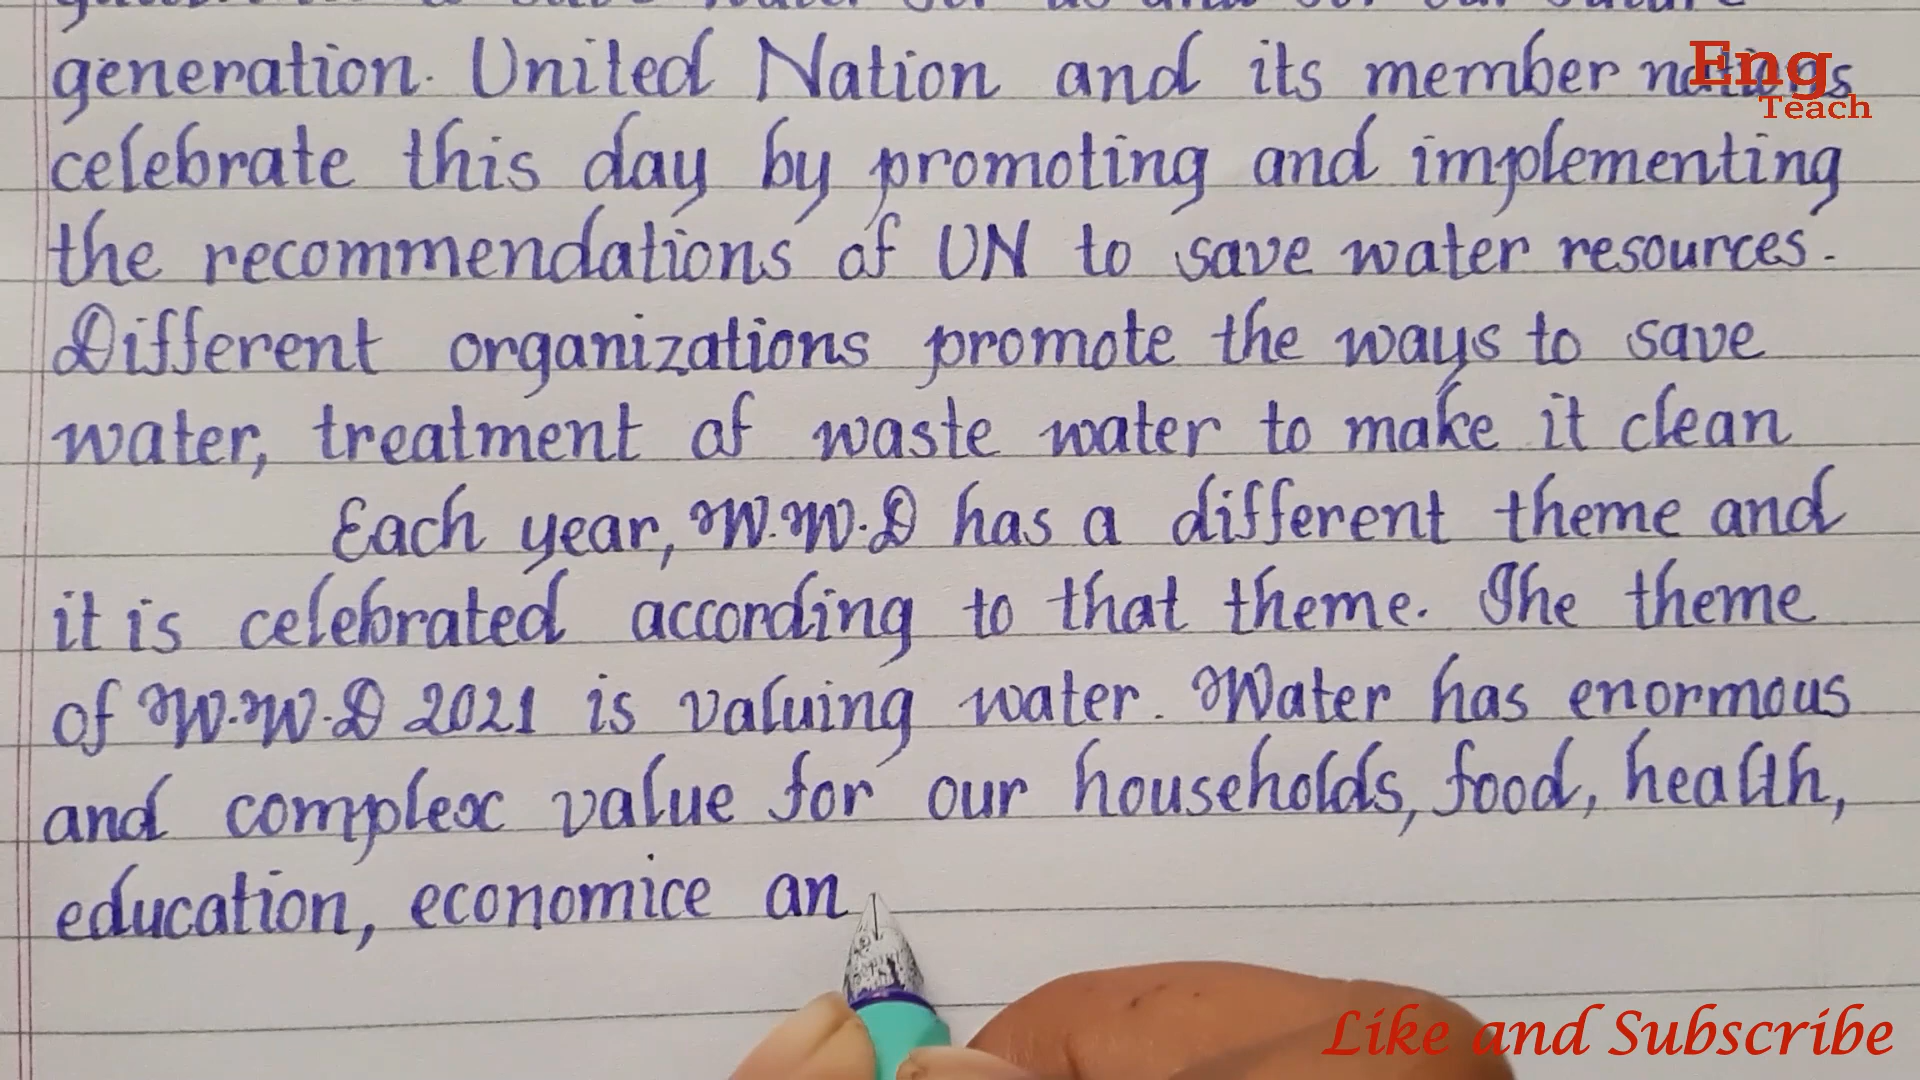 generation. United Nation and its member nations
Eng
Teach
celebrate this day by promoting and implementing
the recommendations of UN to save water resources.
Different organizations promote the ways to save
water, treatment of waste water to make it clean
Each year, W.W.D has a different theme and
it is celebrated according to that theme. The theme
of W.W.D 2021 is valuing water. Water has enormous
and complex value for our households, food, health,
education, economice an
Like and Subscribe